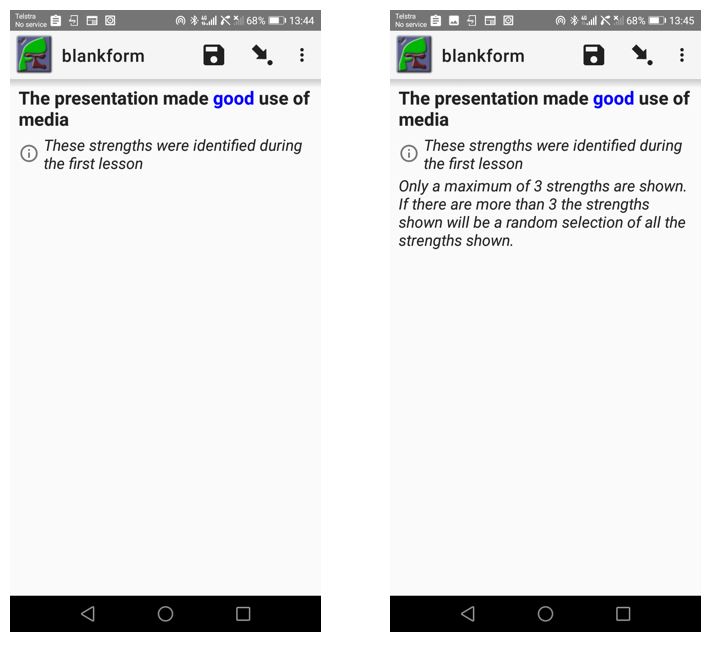 Telstra
No service
4G
68%
13:44
blankform
The presentation made good use of
media
These strengths were identified during
the first lesson
Telstra
No service
4G
68%
13:45
blankform
The presentation made good use of
media
These strengths were identified during
the first lesson
Only a maximum of 3 strengths are shown.
If there are more than 3 the strengths
shown will be a random selection of all the
strengths shown.